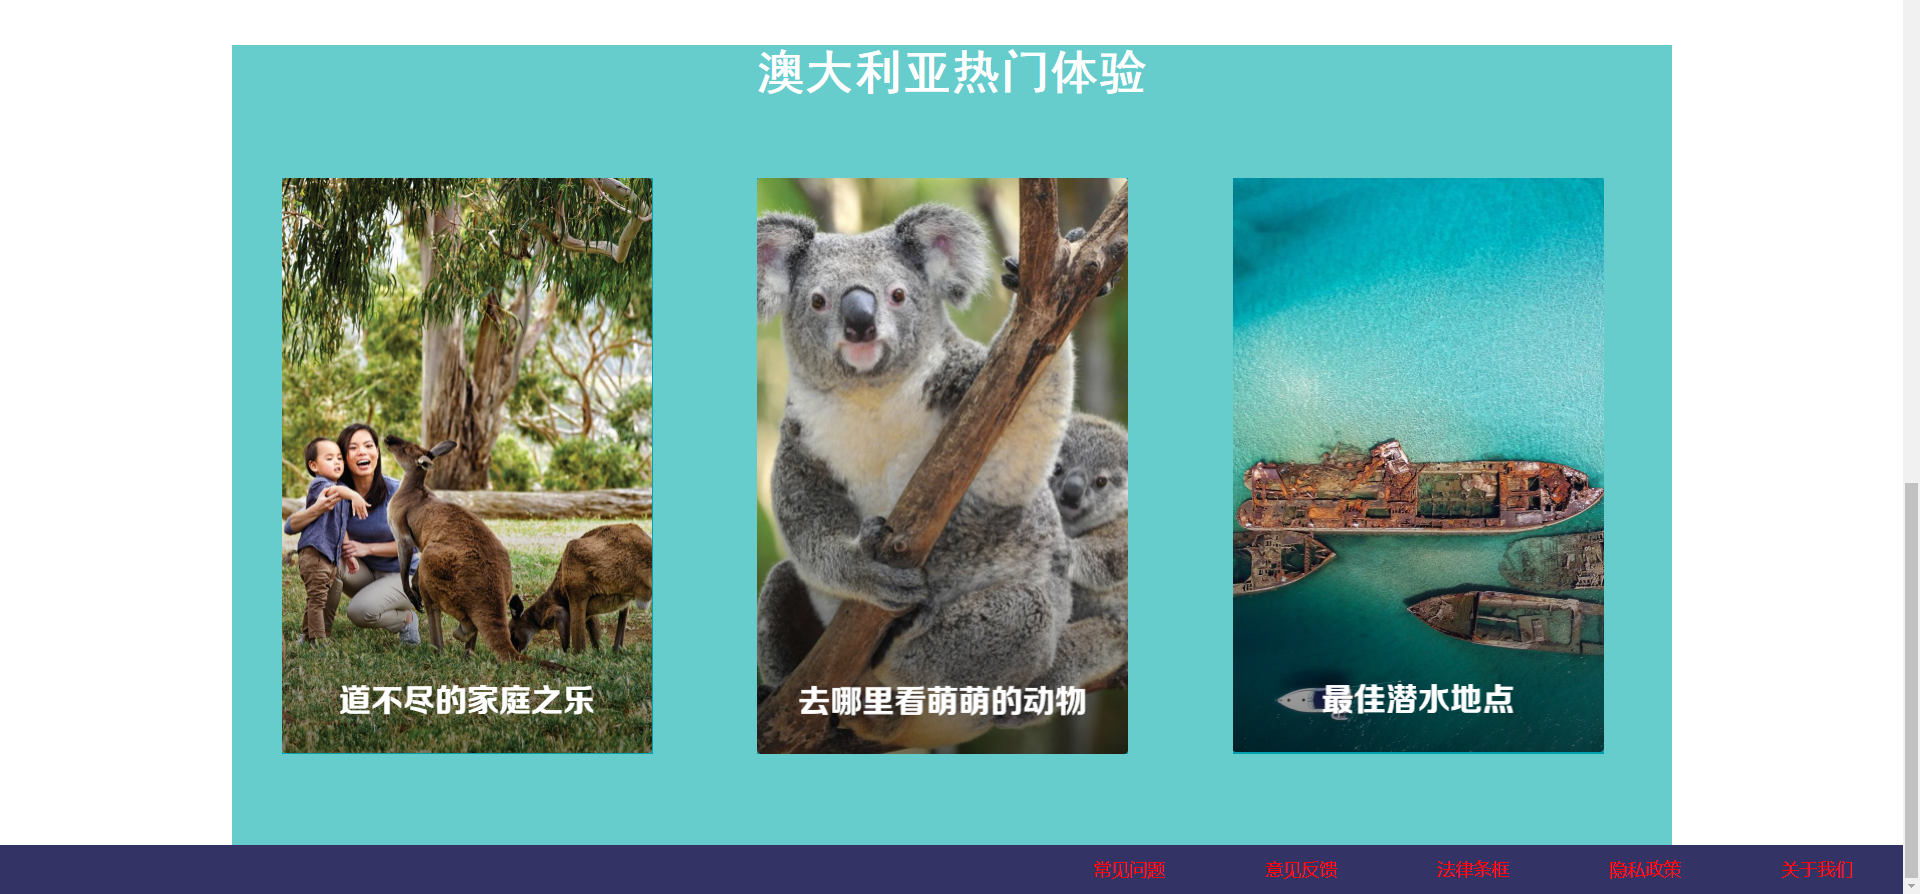 澳大利亚热门体验
道不尽的家庭之乐
去哪里看萌萌的动物
最佳潜水地点
常见问题 意见反馈 法律条框 隐私政策 关于我们